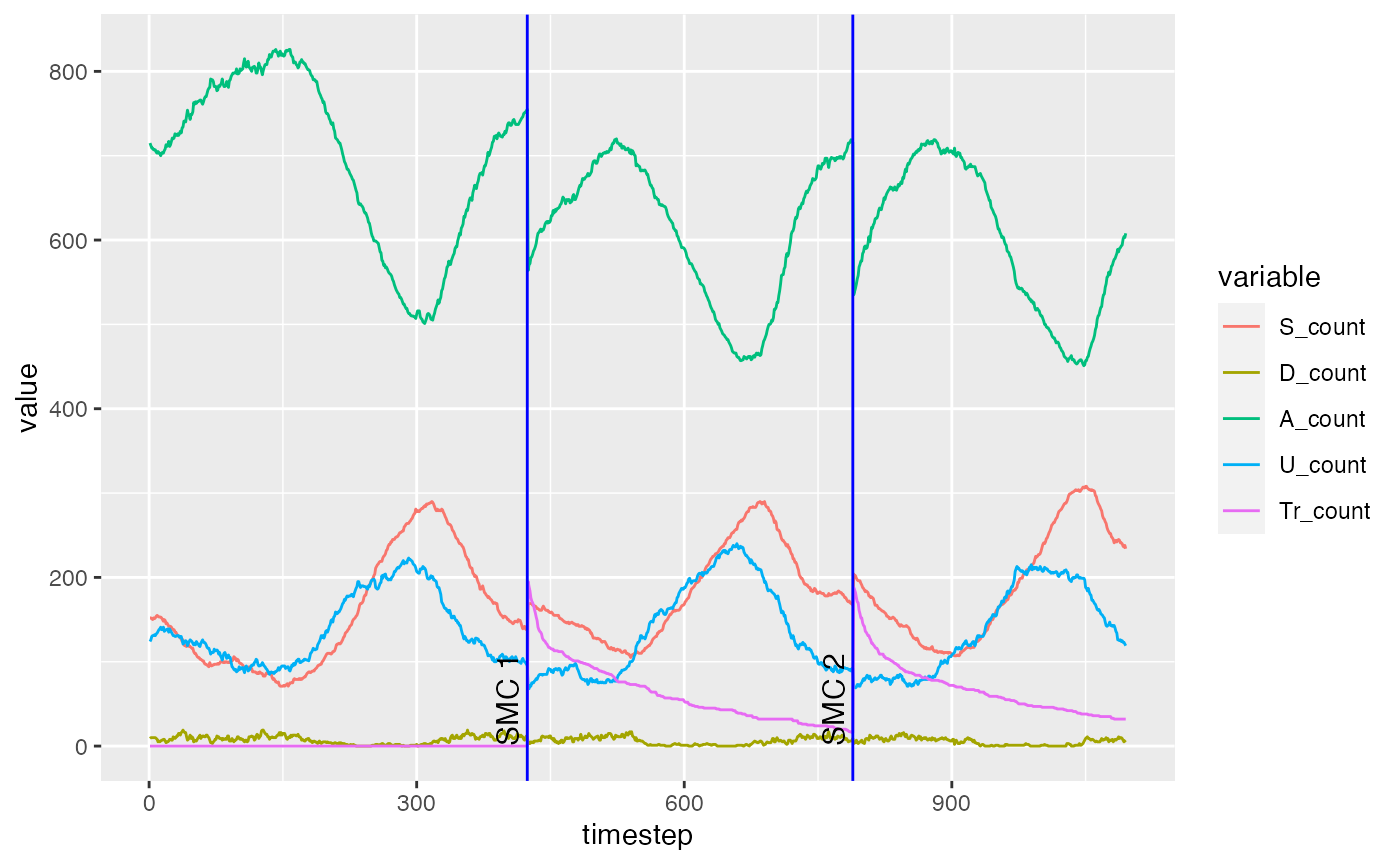 800
600
400
200
0
value
SMC 1
SMC 2
0
300
600
900
timestep
variable
S_count
D_count
A_count
U_count
Tr_count